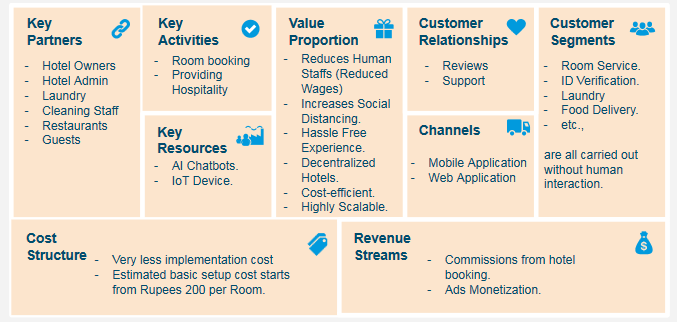 Key
Partners
- Hotel Owners
- Hotel Admin
- Laundry
- Cleaning Staff
- Restaurants
- Guests
Key
Activities
- Room booking
- Providing
Hospitality
Key
Resources
- AI Chatbots.
- IoT Device.
Value
Proportion
- Reduces Human
Staffs (Reduced
Wages)
- Increases Social
Distancing.
- Hassle Free
Experience.
- Decentralized
Hotels.
- Cost-efficient.
- Highly Scalable.
Customer
Relationships
- Reviews
- Support
Channels
- Mobile Application
- Web Application
Customer
Segments
- Room Service.
- ID Verification.
- Laundry
- Food Delivery.
- etc.,
are all carried out
without human
interaction.
Cost
Structure
- Very less implementation cost
- Estimated basic setup cost starts
from Rupees 200 per Room.
Revenue
Streams
- Commissions from hotel
booking.
- Ads Monetization.